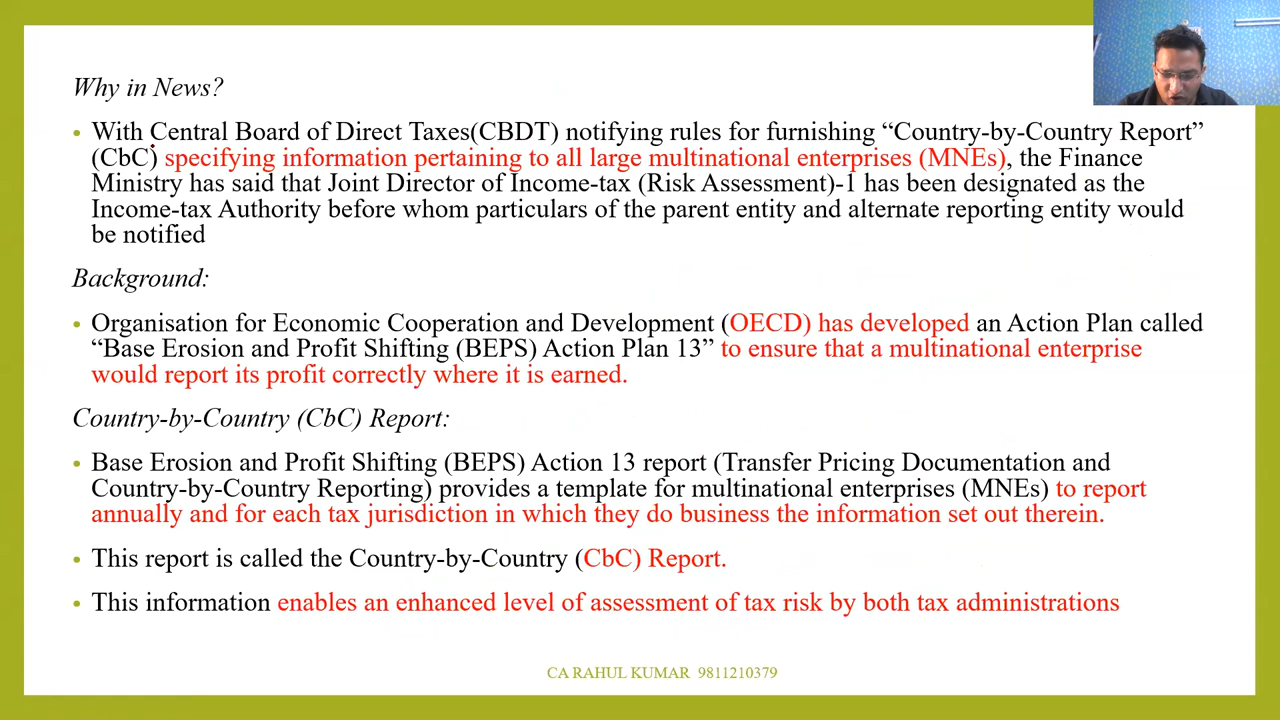 Why in News?
• With Central Board of Direct Taxes(CBDT) notifying rules for furnishing “Country-by-Country Report”
(CbC) specifying information pertaining to all large multinational enterprises (MNEs), the Finance
Ministry has said that Joint Director of Income-tax (Risk Assessment)-1 has been designated as the
Income-tax Authority before whom particulars of the parent entity and alternate reporting entity would
be notified
Background:
• Organisation for Economic Cooperation and Development (OECD) has developed an Action Plan called
“Base Erosion and Profit Shifting (BEPS) Action Plan 13” to ensure that a multinational enterprise
would report its profit correctly where it is earned.
Country-by-Country (CbC) Report:
• Base Erosion and Profit Shifting (BEPS) Action 13 report (Transfer Pricing Documentation and
Country-by-Country Reporting) provides a template for multinational enterprises (MNEs) to report
annually and for each tax jurisdiction in which they do business the information set out therein.
• This report is called the Country-by-Country (CbC) Report.
• This information enables an enhanced level of assessment of tax risk by both tax administrations
CA RAHUL KUMAR 9811210379